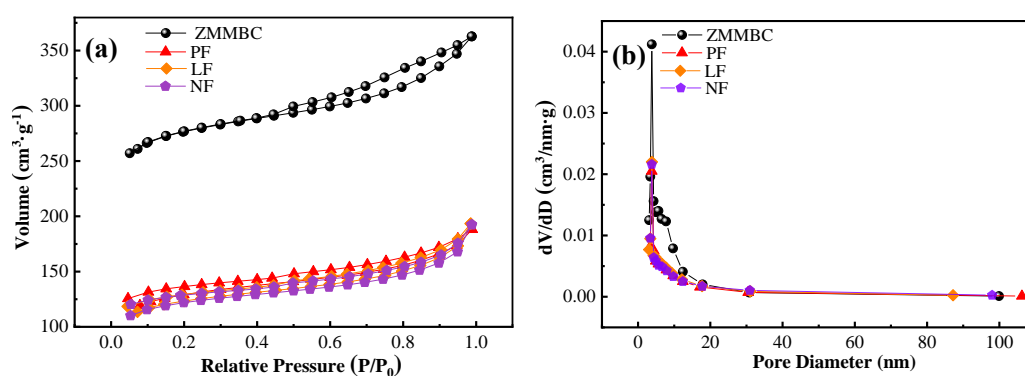 (a)
ZMMBC
PF
LF
NF
Volume (cm³·g⁻¹)
350
300
250
200
150
100
0.0 0.2 0.4 0.6 0.8 1.0
Relative Pressure (P/P₀)
(b)
ZMMBC
PF
LF
NF
dV/dD (cm³/nm·g)
0.04
0.03
0.02
0.01
0.00
0 20 40 60 80 100
Pore Diameter (nm)